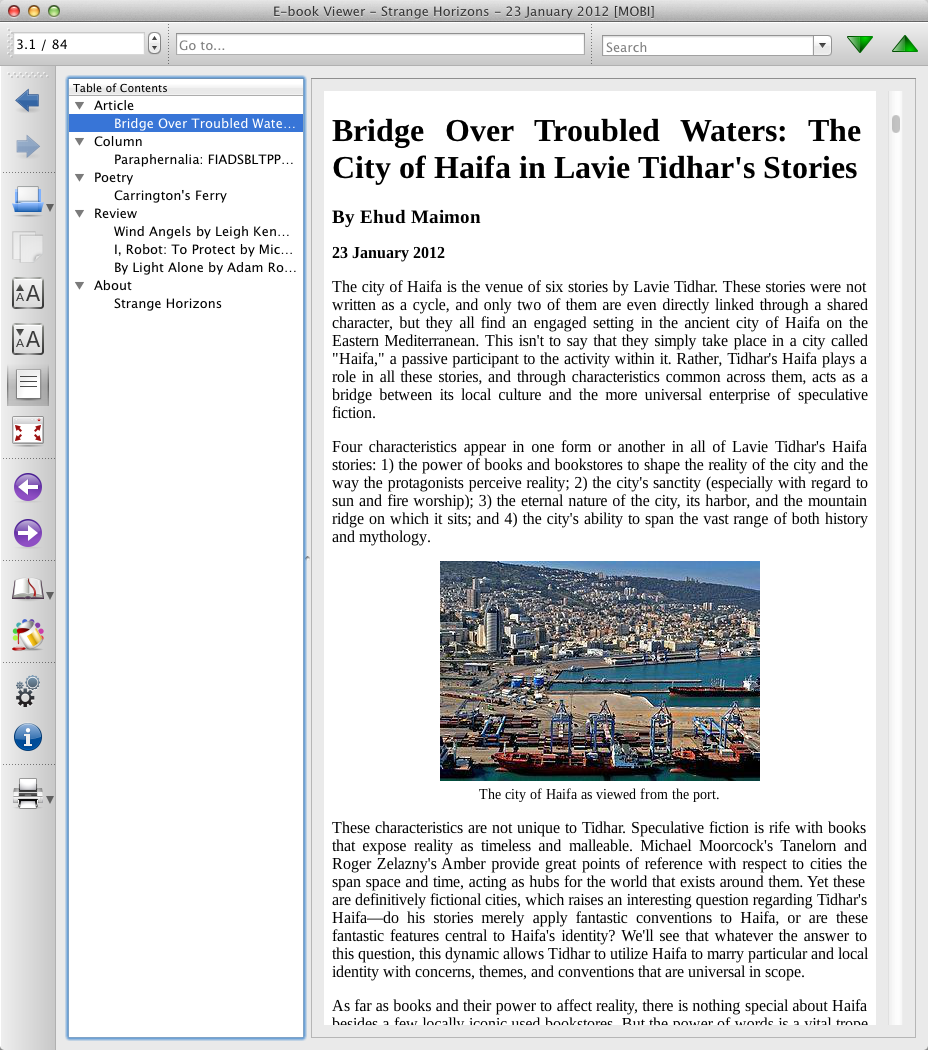 E-book Viewer - Strange Horizons - 23 January 2012 [MOBI]
3.1 / 84
Go to...
Search
Table of Contents
Article
Bridge Over Troubled Wate...
Column
Paraphernalia: FIADSBLTPP...
Poetry
Carrington's Ferry
Review
Wind Angels by Leigh Ken...
I, Robot: To Protect by Mic...
By Light Alone by Adam Ro...
About
Strange Horizons
Bridge Over Troubled Waters: The
City of Haifa in Lavie Tidhar's Stories
By Ehud Maimon
23 January 2012
The city of Haifa is the venue of six stories by Lavie Tidhar. These stories were not
written as a cycle, and only two of them are even directly linked through a shared
character, but they all find an engaged setting in the ancient city of Haifa on the
Eastern Mediterranean. This isn't to say that they simply take place in a city called
"Haifa," a passive participant to the activity within it. Rather, Tidhar's Haifa plays a
role in all these stories, and through characteristics common across them, acts as a
bridge between its local culture and the more universal enterprise of speculative
fiction.
Four characteristics appear in one form or another in all of Lavie Tidhar's Haifa
stories: 1) the power of books and bookstores to shape the reality of the city and the
way the protagonists perceive reality; 2) the city's sanctity (especially with regard to
sun and fire worship); 3) the eternal nature of the city, its harbor, and the mountain
ridge on which it sits; and 4) the city's ability to span the vast range of both history
and mythology.
The city of Haifa as viewed from the port.
These characteristics are not unique to Tidhar. Speculative fiction is rife with books
that expose reality as timeless and malleable. Michael Moorcock's Tanelorn and
Roger Zelazny's Amber provide great points of reference with respect to cities the
span space and time, acting as hubs for the world that exists around them. Yet these
are definitively fictional cities, which raises an interesting question regarding Tidhar's
Haifa—do his stories merely apply fantastic conventions to Haifa, or are these
fantastic features central to Haifa's identity? We'll see that whatever the answer to
this question, this dynamic allows Tidhar to utilize Haifa to marry particular and local
identity with concerns, themes, and conventions that are universal in scope.
As far as books and their power to affect reality, there is nothing special about Haifa
besides a few locally iconic used bookstores. But the power of words is a vital trope